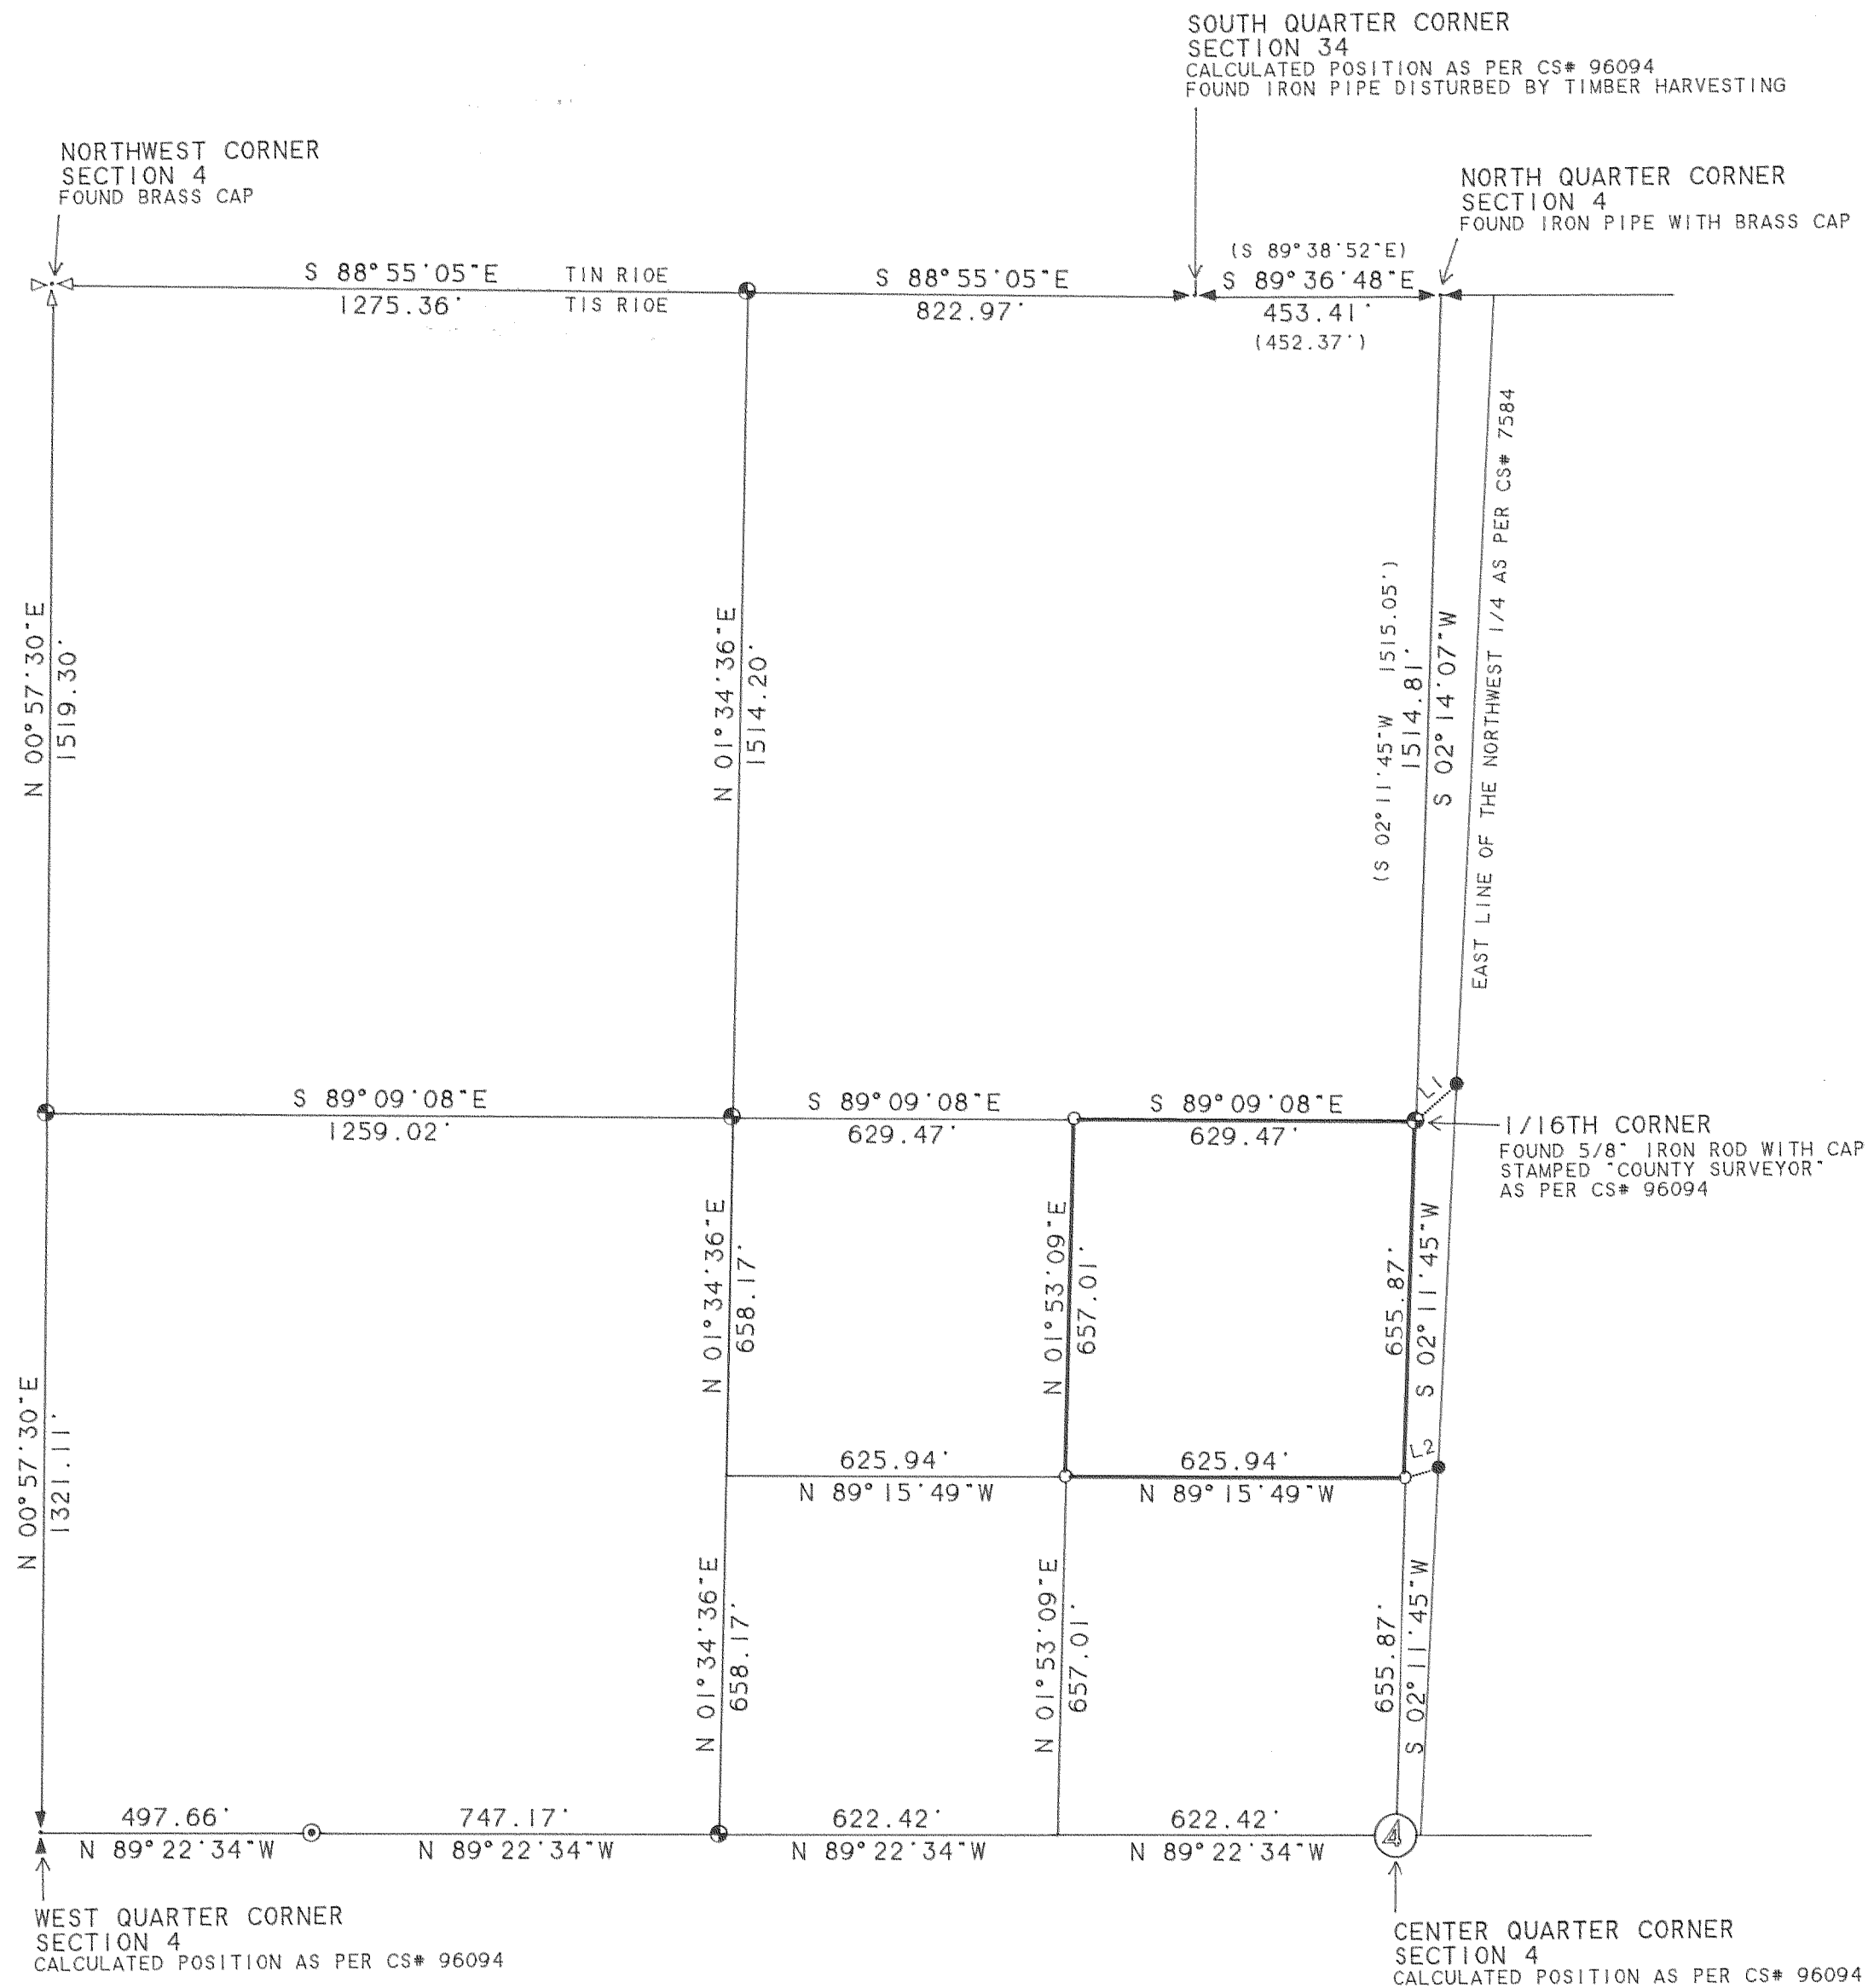 SOUTH QUARTER CORNER
SECTION 34
CALCULATED POSITION AS PER CS# 96094
FOUND IRON PIPE DISTURBED BY TIMBER HARVESTING
NORTHWEST CORNER
SECTION 4
FOUND BRASS CAP
NORTH QUARTER CORNER
SECTION 4
FOUND IRON PIPE WITH BRASS CAP
(S 89°38'52"E)
S 88°55'05"E
T1N R10E
S 88°55'05"E
S 89°36'48"E
1275.36'
T1S R10E
822.97'
453.41'
(452.37')
N 00°57'30"E
1519.30'
N 01°34'36"E
1514.20'
(S 02°11'45"W 1515.05')
1514.81'
S 02°14'07"W
EAST LINE OF THE NORTHWEST 1/4 AS PER CS# 7584
L1
S 89°09'08"E
1259.02'
S 89°09'08"E
629.47'
S 89°09'08"E
629.47'
1/16TH CORNER
FOUND 5/8" IRON ROD WITH CAP
STAMPED "COUNTY SURVEYOR"
AS PER CS# 96094
N 01°34'36"E
658.17'
N 01°53'09"E
657.01'
655.87'
S 02°11'45"W
N 00°57'30"E
1321.11'
625.94'
N 89°15'49"W
625.94'
N 89°15'49"W
L2
N 01°34'36"E
658.17'
N 01°53'09"E
657.01'
655.87'
S 02°11'45"W
497.66'
N 89°22'34"W
747.17'
N 89°22'34"W
622.42'
N 89°22'34"W
622.42'
N 89°22'34"W
4
WEST QUARTER CORNER
SECTION 4
CALCULATED POSITION AS PER CS# 96094
CENTER QUARTER CORNER
SECTION 4
CALCULATED POSITION AS PER CS# 96094